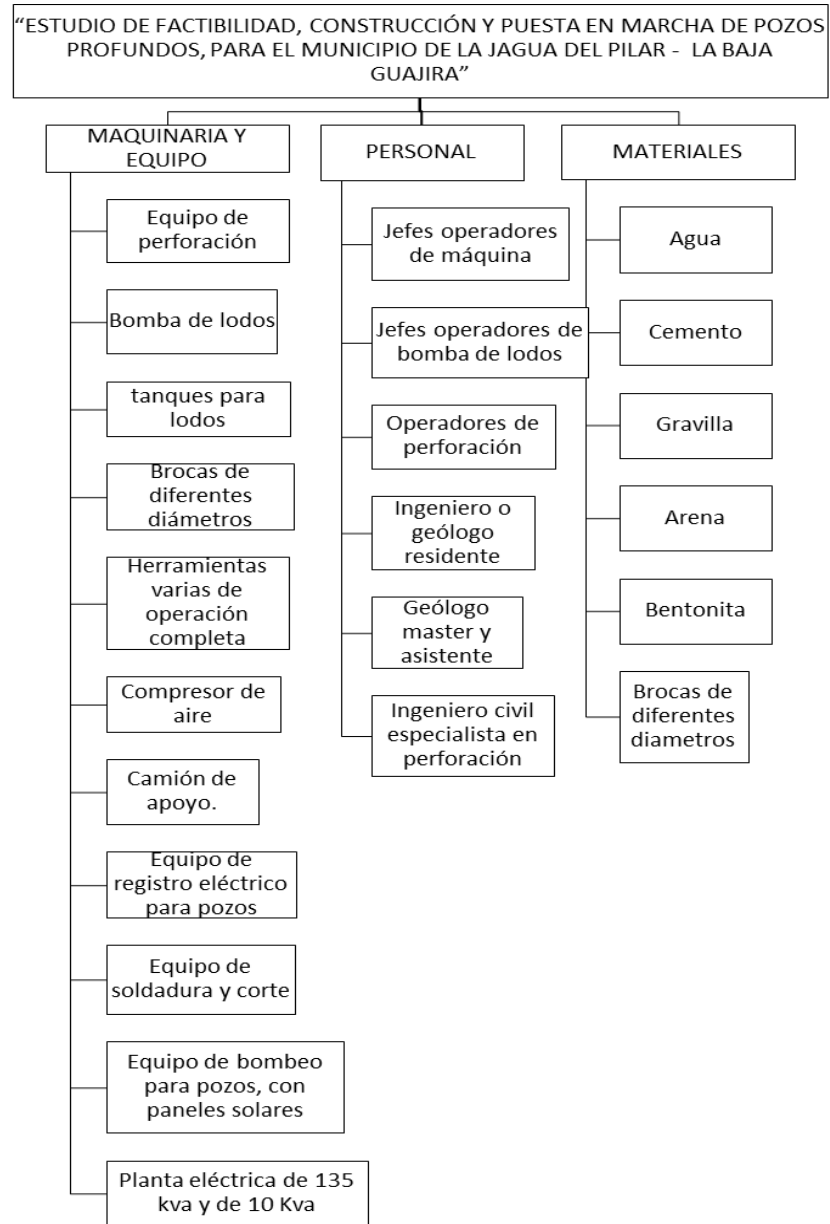 “ESTUDIO DE FACTIBILIDAD, CONSTRUCCIÓN Y PUESTA EN MARCHA DE POZOS
PROFUNDOS, PARA EL MUNICIPIO DE LA JAGUA DEL PILAR - LA BAJA
GUAJIRA”
MAQUINARIA Y
EQUIPO
Equipo de
perforación
Bomba de lodos
tanques para
lodos
Brocas de
diferentes
diámetros
Herramientas
varias de
operación
completa
Compresor de
aire
Camión de
apoyo.
Equipo de
registro eléctrico
para pozos
Equipo de
soldadura y corte
Equipo de bombeo
para pozos, con
paneles solares
Planta eléctrica de 135
kva y de 10 Kva
PERSONAL
Jefes operadores
de máquina
Jefes operadores de
bomba de lodos
Operadores de
perforación
Ingeniero o
geólogo
residente
Geólogo
master y
asistente
Ingeniero civil
especialista en
perforación
MATERIALES
Agua
Cemento
Gravilla
Arena
Bentonita
Brocas de
diferentes
diametros